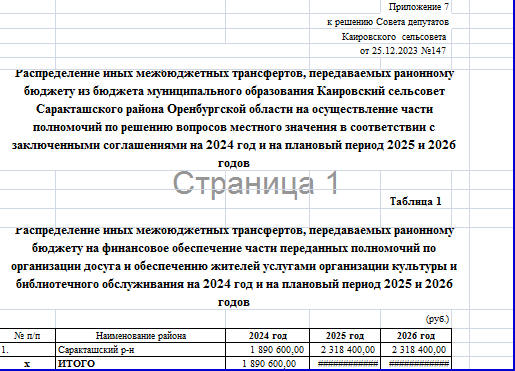 Приложение 7
к решению Совета депутатов
Каировского сельсовета
от 25.12.2023 №147
Распределение иных межбюджетных трансфертов, передаваемых районному
бюджету из бюджета муниципального образования Каировский сельсовет
Саракташского района Оренбургской области на осуществление части
полномочий по решению вопросов местного значения в соответствии с
заключенными соглашениями на 2024 год и на плановый период 2025 и 2026
годов
Страница 1
Таблица 1
Распределение иных межбюджетных трансфертов, передаваемых районному
бюджету на финансовое обеспечение части переданных полномочий по
организации досуга и обеспечению жителей услугами организации культуры и
библиотечного обслуживания на 2024 год и на плановый период 2025 и 2026
годов
(руб.)
№ п/п Наименование района 2024 год 2025 год 2026 год
1. Саракташский р-н 1 890 600,00 2 318 400,00 2 318 400,00
х ИТОГО 1 890 600,00 ############ ############